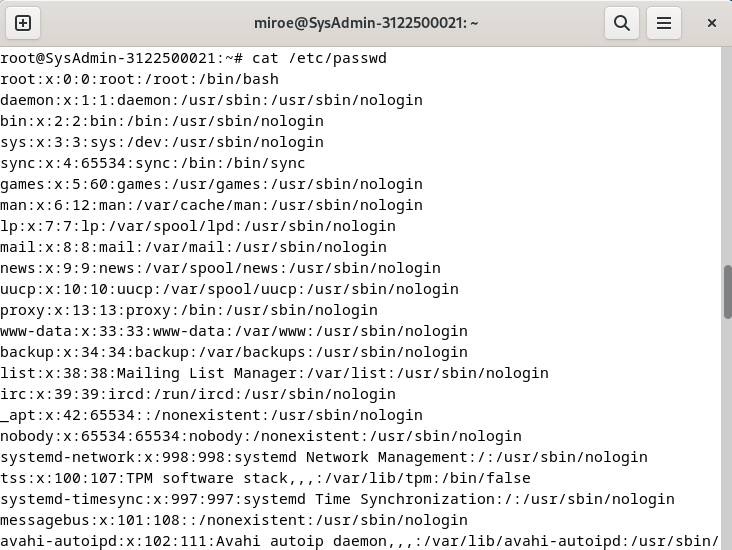 miroe@SysAdmin-3122500021: ~
root@SysAdmin-3122500021:~# cat /etc/passwd
root:x:0:0:root:/root:/bin/bash
daemon:x:1:1:daemon:/usr/sbin:/usr/sbin/nologin
bin:x:2:2:bin:/bin:/usr/sbin/nologin
sys:x:3:3:sys:/dev:/usr/sbin/nologin
sync:x:4:65534:sync:/bin:/bin/sync
games:x:5:60:games:/usr/games:/usr/sbin/nologin
man:x:6:12:man:/var/cache/man:/usr/sbin/nologin
lp:x:7:7:lp:/var/spool/lpd:/usr/sbin/nologin
mail:x:8:8:mail:/var/mail:/usr/sbin/nologin
news:x:9:9:news:/var/spool/news:/usr/sbin/nologin
uucp:x:10:10:uucp:/var/spool/uucp:/usr/sbin/nologin
proxy:x:13:13:proxy:/bin:/usr/sbin/nologin
www-data:x:33:33:www-data:/var/www:/usr/sbin/nologin
backup:x:34:34:backup:/var/backups:/usr/sbin/nologin
list:x:38:38:Mailing List Manager:/var/list:/usr/sbin/nologin
irc:x:39:39:ircd:/run/ircd:/usr/sbin/nologin
_apt:x:42:65534::/nonexistent:/usr/sbin/nologin
nobody:x:65534:65534:nobody:/nonexistent:/usr/sbin/nologin
systemd-network:x:998:998:systemd Network Management:/:/usr/sbin/nologin
tss:x:100:107:TPM software stack,,,:/var/lib/tpm:/bin/false
systemd-timesync:x:997:997:systemd Time Synchronization:/:/usr/sbin/nologin
messagebus:x:101:108::/nonexistent:/usr/sbin/nologin
avahi-autoipd:x:102:111:Avahi autoip daemon,,,:/var/lib/avahi-autoipd:/usr/sbin/